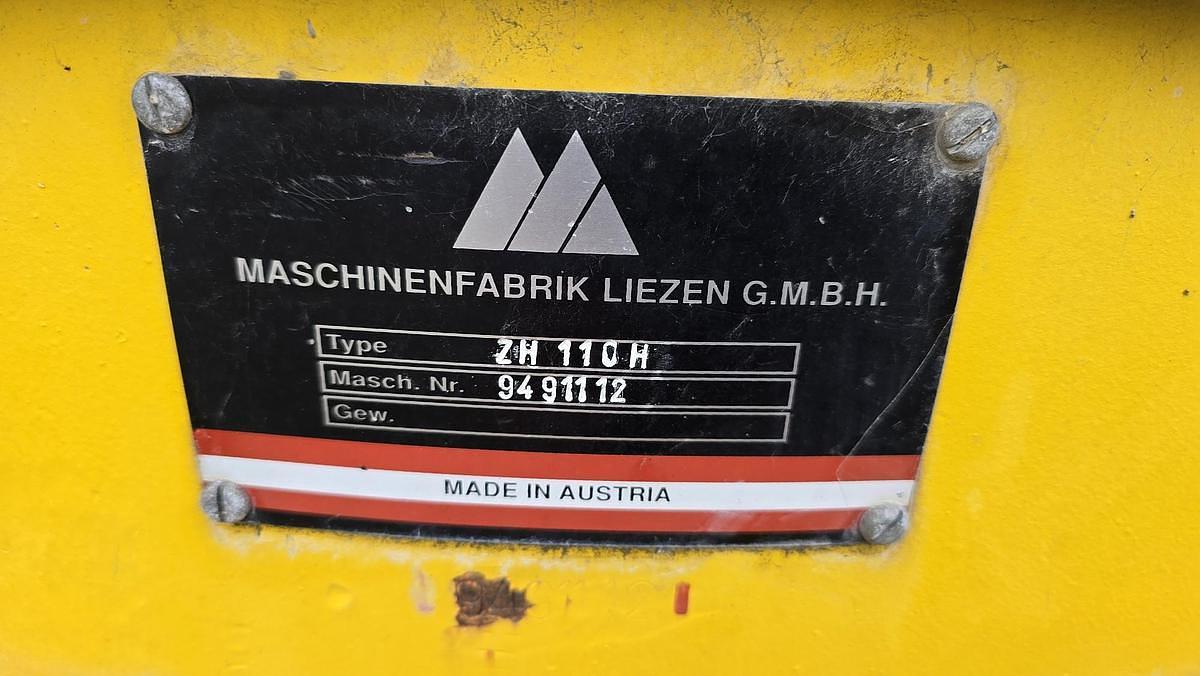 MASCHINENFABRIK LIEZEN G.M.B.H.
Type ZH 110 H
Masch. Nr. 9491112
Gew.
MADE IN AUSTRIA